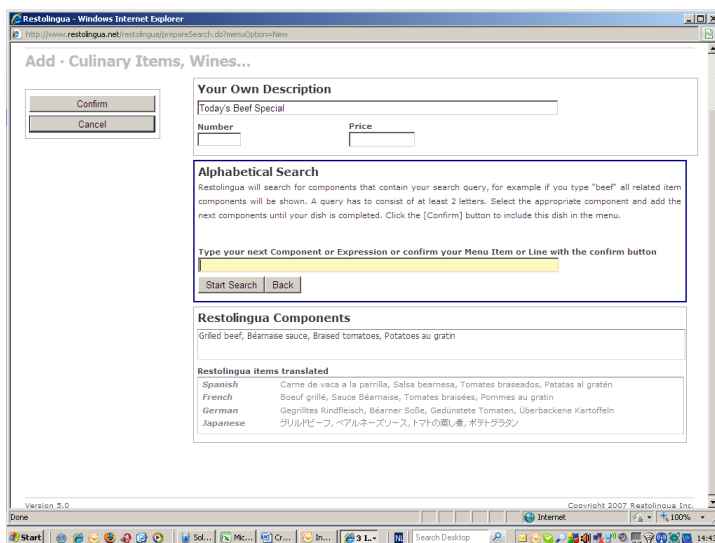 Restolingua - Windows Internet Explorer
http://www.restolingua.net/restolingua/prepareSearch.do?menuOption=New
Add · Culinary Items, Wines...
Confirm
Cancel
Your Own Description
Today's Beef Special
Number Price
Alphabetical Search
Restolingua will search for components that contain your search query, for example if you type "beef" all related item
components will be shown. A query has to consist of at least 2 letters. Select the appropriate component and add the
next components until your dish is completed. Click the [Confirm] button to include this dish in the menu.
Type your next Component or Expression or confirm your Menu Item or Line with the confirm button
Start Search Back
Restolingua Components
Grilled beef, Béarnaise sauce, Braised tomatoes, Potatoes au gratin
Restolingua items translated
Spanish Carne de vaca a la parrilla, Salsa bearnesa, Tomates braseados, Patatas al gratén
French Boeuf grillé, Sauce Béarnaise, Tomates braisées, Pommes au gratin
German Gegrilltes Rindfleisch, Béarner Soße, Gedünstete Tomaten, Überbackene Kartoffeln
Japanese グリルドビーフ, ベアルネーズソース, トマトの蒸し煮, ポテトグラタン
Version 5.0 Copyright 2007 Restolingua Inc.
Done Internet 100%
Start Sol... Mic... Cr... In... 3 I... NL Search Desktop 14:43